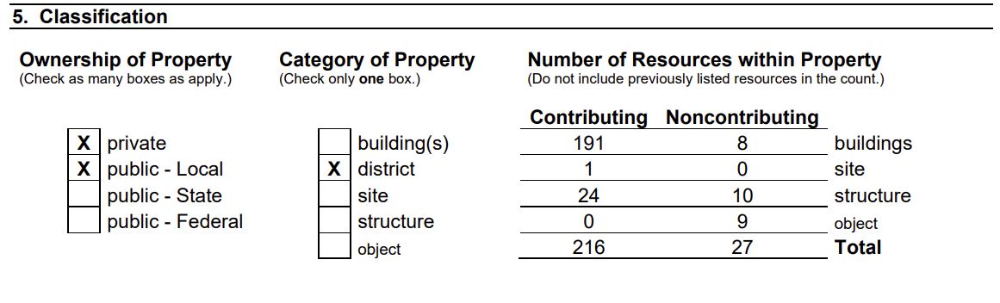 5. Classification
Ownership of Property
(Check as many boxes as apply.)
Category of Property
(Check only one box.)
Number of Resources within Property
(Do not include previously listed resources in the count.)
Contributing Noncontributing
X private
X public - Local
public - State
public - Federal
building(s)
X district
site
structure
object
191 8 buildings
1 0 site
24 10 structure
0 9 object
216 27 Total